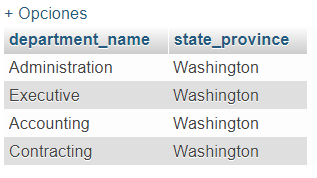 + Opciones
department_name state_province
Administration Washington
Executive Washington
Accounting Washington
Contracting Washington